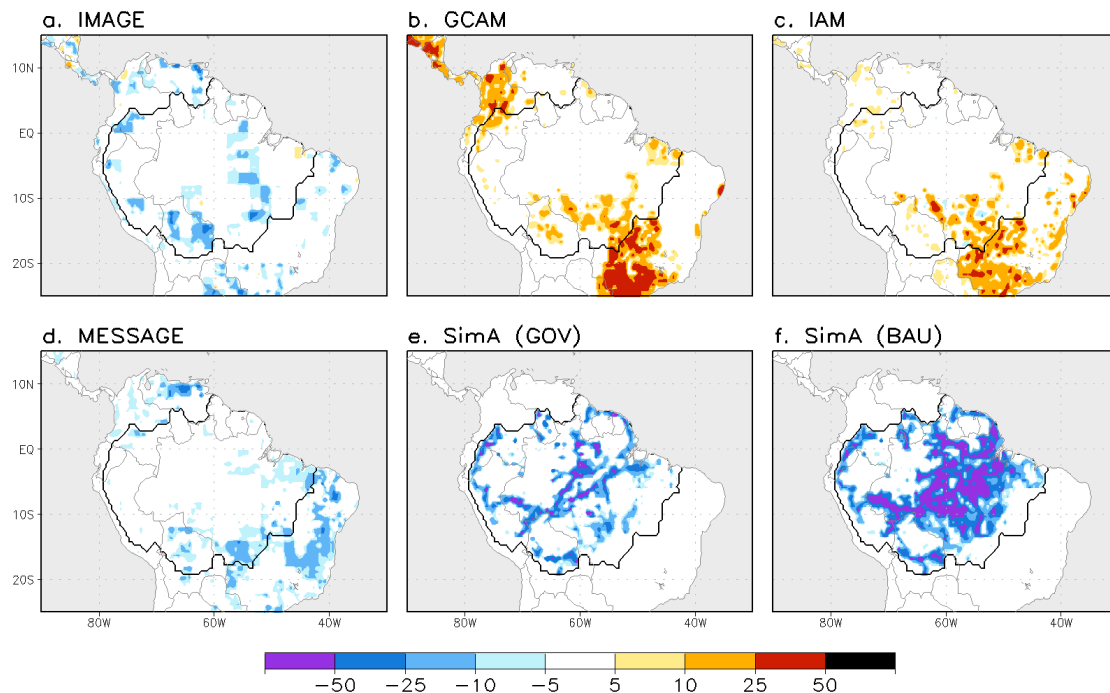 a. IMAGE
b. GCAM
c. IAM
10N
EQ
10S
20S
d. MESSAGE
e. SimA (GOV)
f. SimA (BAU)
10N
EQ
10S
20S
80W 60W 40W
80W 60W 40W
80W 60W 40W
-50 -25 -10 -5 5 10 25 50